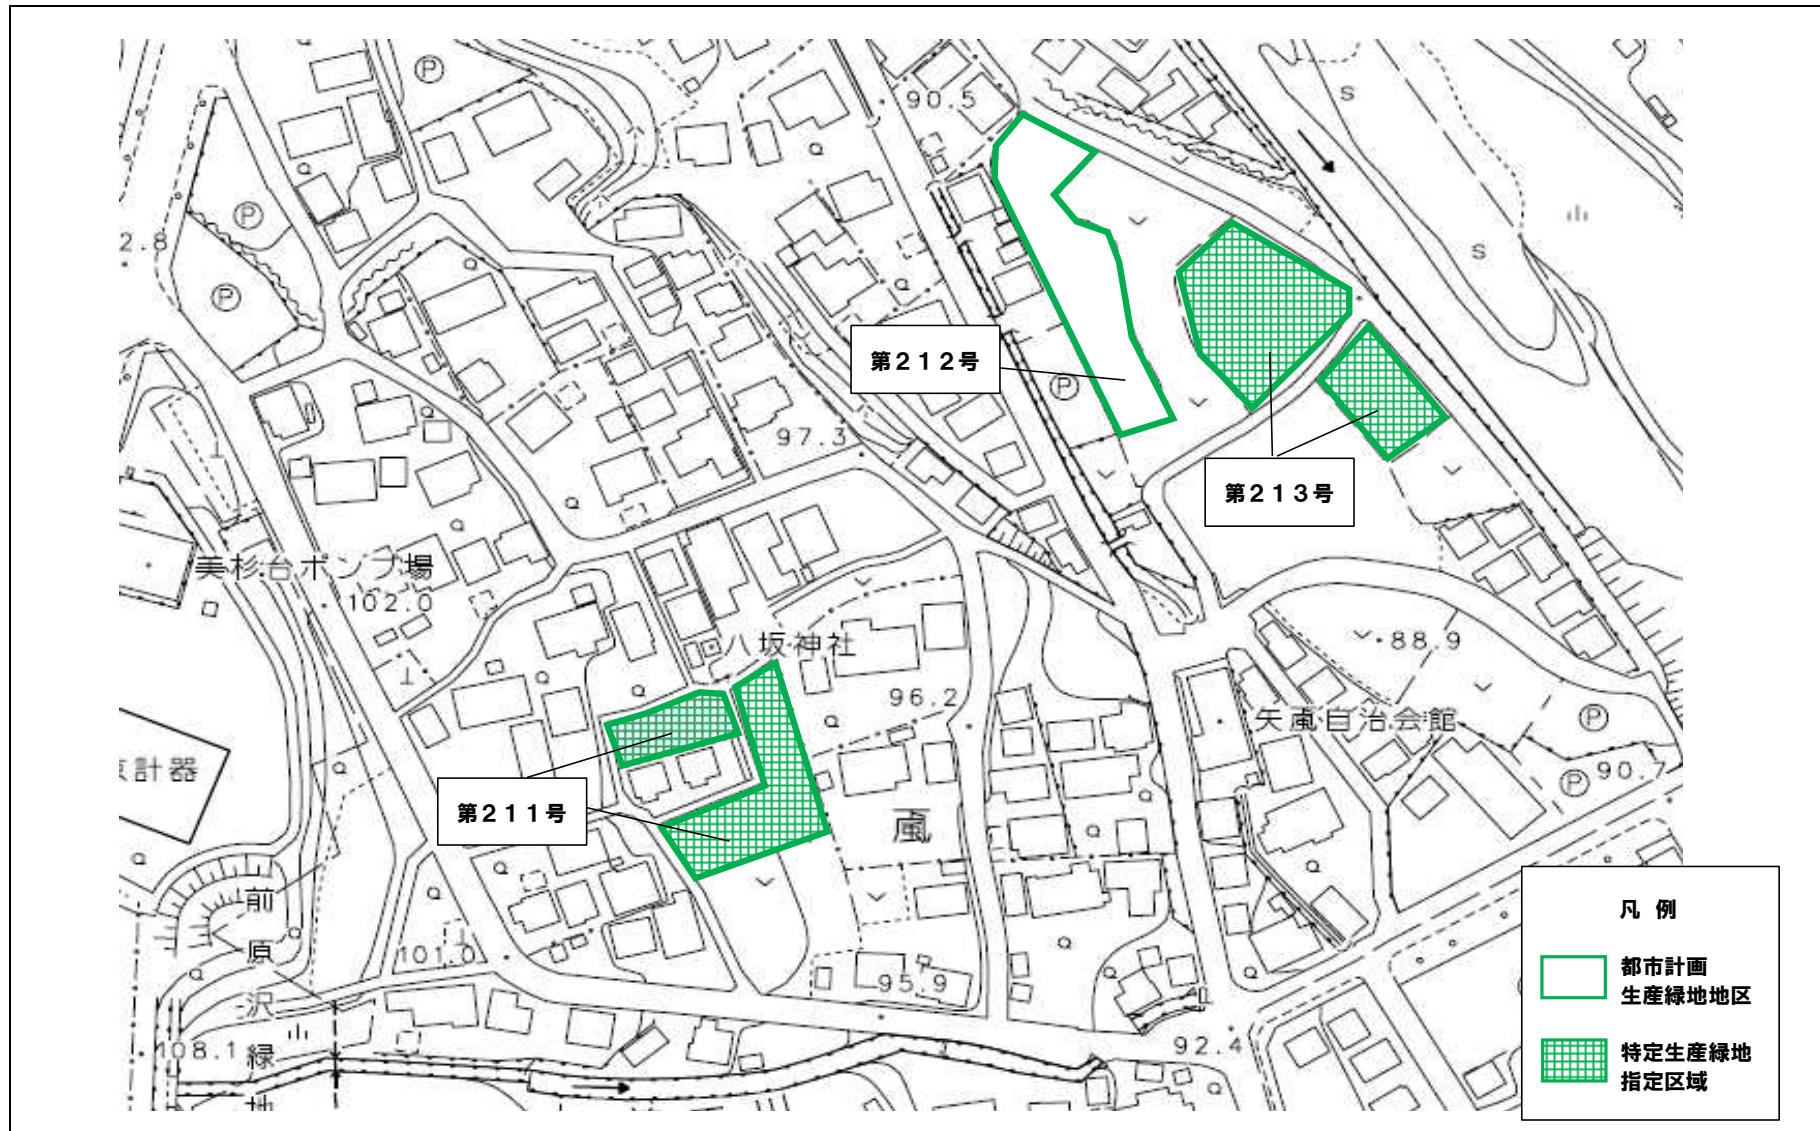 90.5
P
S
P
2.8
S
P
第212号
P
97.3
第213号
美杉台ポンプ場
102.0
八坂神社
88.9
96.2
矢颪自治会館
P
計器
90.7
P
第211号
颪
凡 例
前原沢緑地
都市計画
生産緑地地区
101.0
95.9
92.4
108.1
特定生産緑地
指定区域